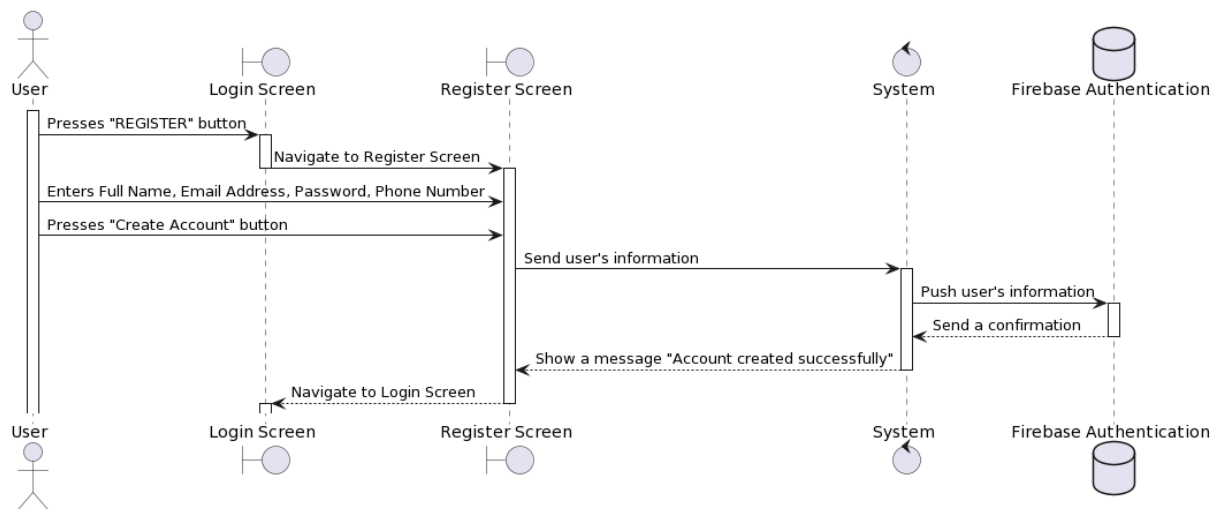 User
Login Screen
Register Screen
System
Firebase Authentication
Presses "REGISTER" button
Navigate to Register Screen
Enters Full Name, Email Address, Password, Phone Number
Presses "Create Account" button
Send user's information
Push user's information
Send a confirmation
Show a message "Account created successfully"
Navigate to Login Screen
User
Login Screen
Register Screen
System
Firebase Authentication